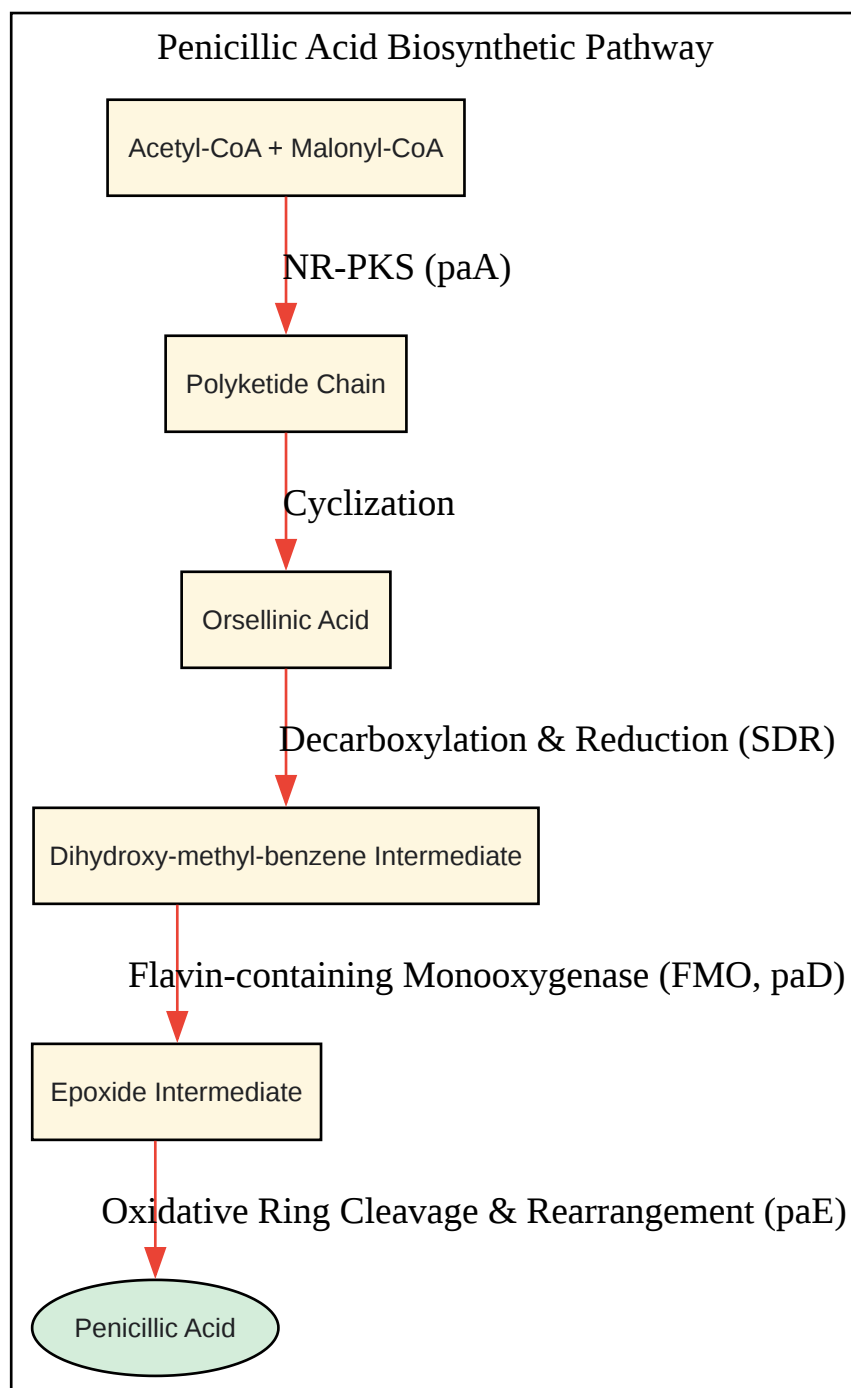 Penicillic Acid Biosynthetic Pathway
Acetyl-CoA + Malonyl-CoA
NR-PKS (paA)
Polyketide Chain
Cyclization
Orsellinic Acid
Decarboxylation & Reduction (SDR)
Dihydroxy-methyl-benzene Intermediate
Flavin-containing Monooxygenase (FMO, paD)
Epoxide Intermediate
Oxidative Ring Cleavage & Rearrangement (paE)
Penicillic Acid